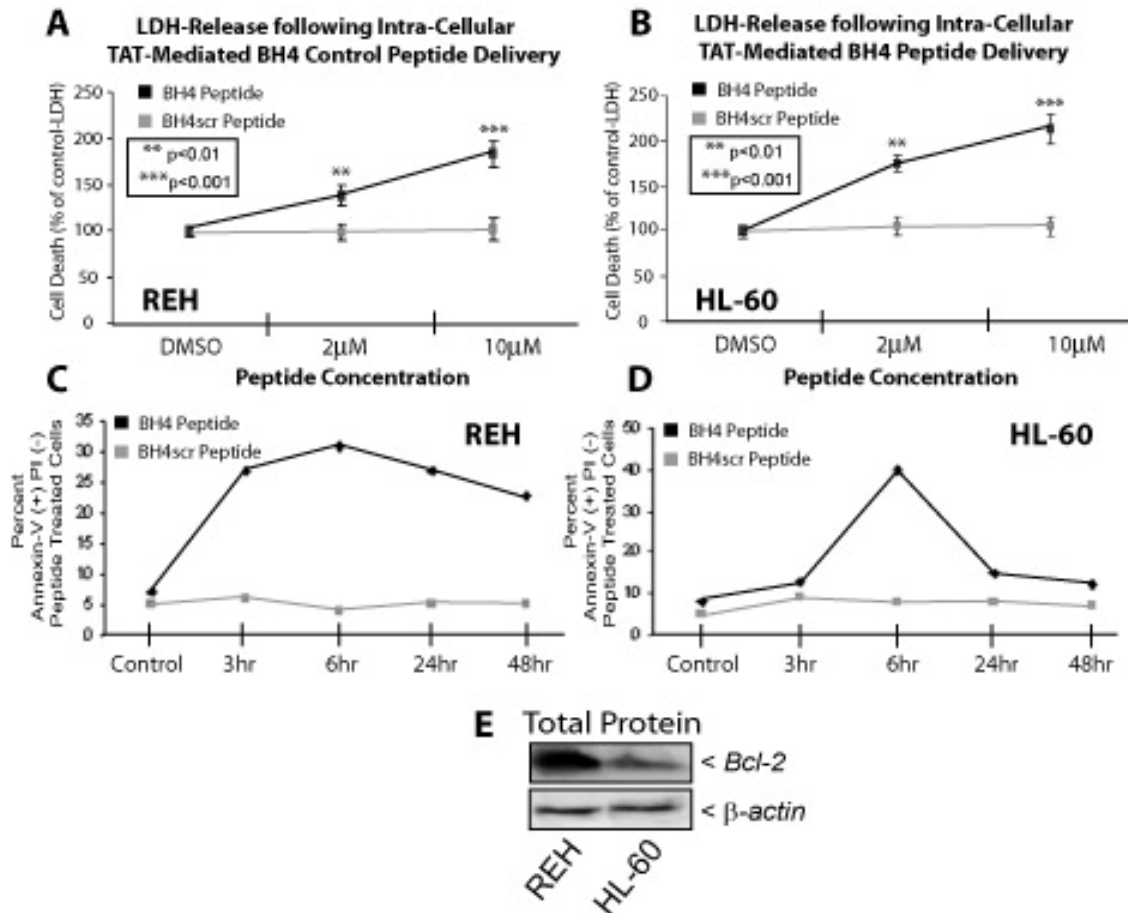 A
LDH-Release following Intra-Cellular
TAT-Mediated BH4 Control Peptide Delivery
Cell Death (% of control-LDH)
250
200
150
100
50
0
BH4 Peptide
BH4scr Peptide
** p<0.01
***p<0.001
**
***
REH
DMSO
2µM
10µM
Peptide Concentration
B
LDH-Release following Intra-Cellular
TAT-Mediated BH4 Peptide Delivery
Cell Death (% of control-LDH)
250
200
150
100
50
0
BH4 Peptide
BH4scr Peptide
** p<0.01
***p<0.001
**
***
HL-60
DMSO
2µM
10µM
Peptide Concentration
C
Percent
Annexin-V (+) PI (-)
Peptide Treated Cells
35
30
25
20
15
10
5
0
BH4 Peptide
BH4scr Peptide
REH
Control
3hr
6hr
24hr
48hr
D
Percent
Annexin-V (+) PI (-)
Peptide Treated Cells
50
40
30
20
10
0
BH4 Peptide
BH4scr Peptide
HL-60
Control
3hr
6hr
24hr
48hr
E
Total Protein
< Bcl-2
< β-actin
REH
HL-60